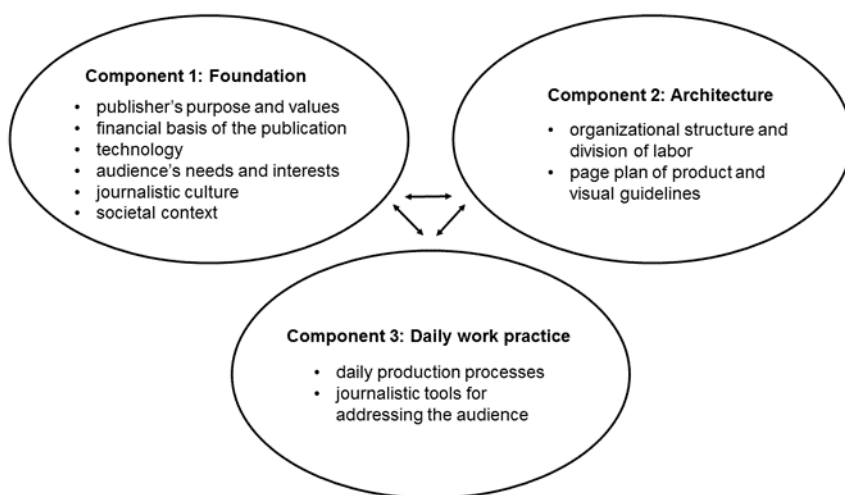 Component 1: Foundation
• publisher's purpose and values
• financial basis of the publication
• technology
• audience's needs and interests
• journalistic culture
• societal context
Component 2: Architecture
• organizational structure and
division of labor
• page plan of product and
visual guidelines
Component 3: Daily work practice
• daily production processes
• journalistic tools for
addressing the audience